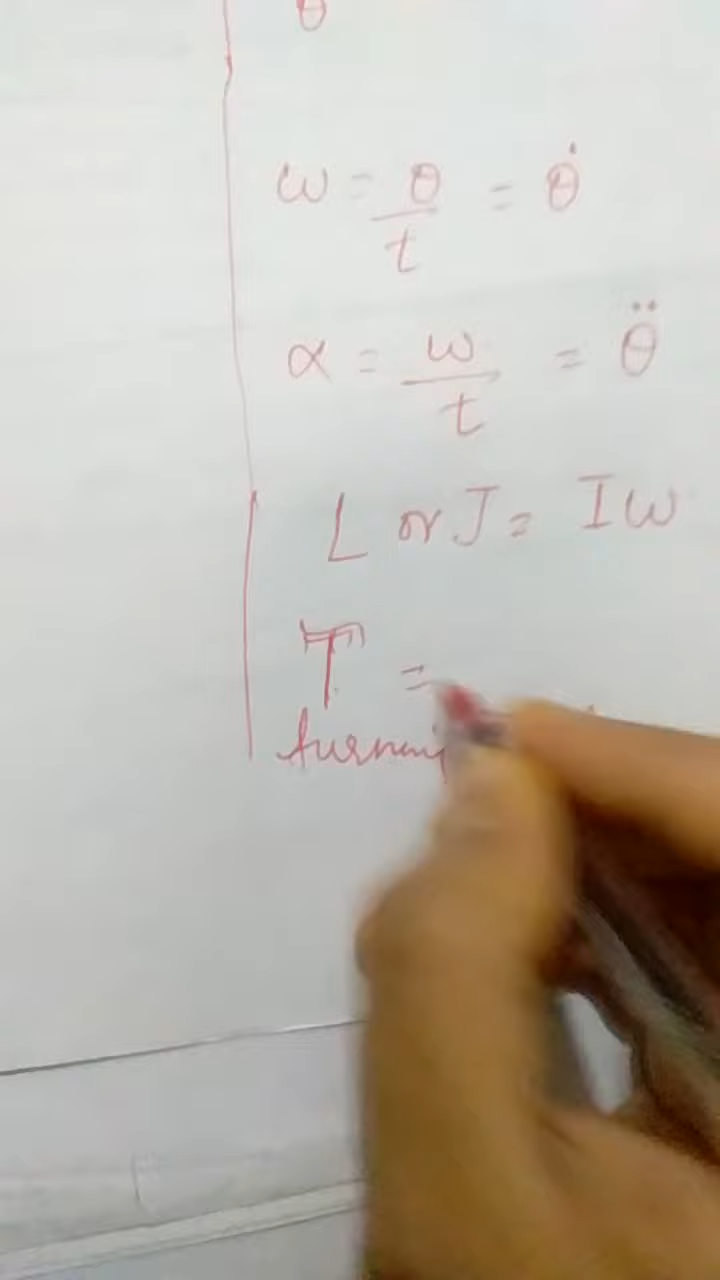 θ
ω = θ/t = θ̇
α = ω/t = θ̈
L or J = Iω
T =